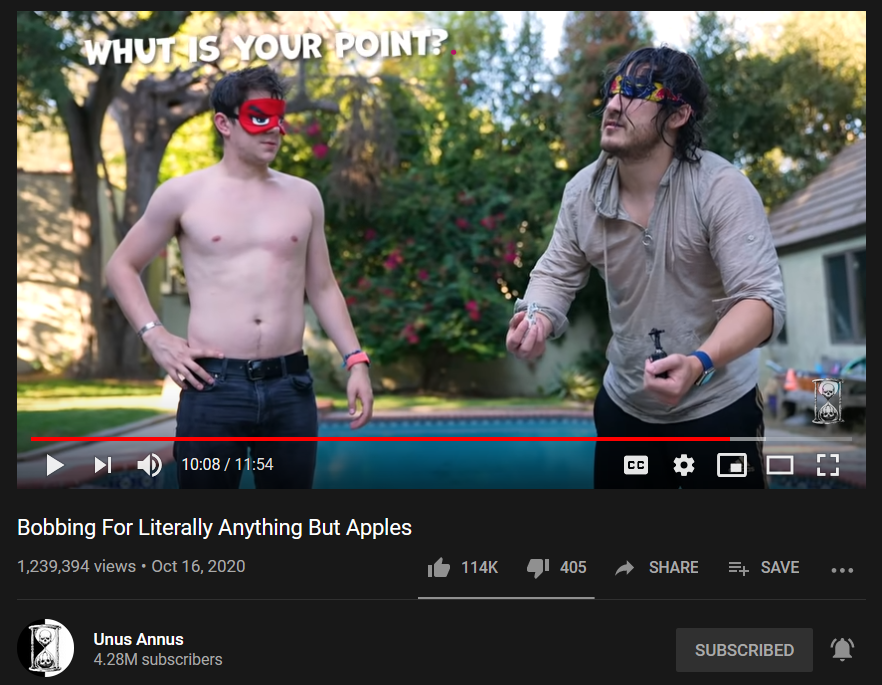 WHUT IS YOUR POINT?
10:08 / 11:54
CC
Bobbing For Literally Anything But Apples
1,239,394 views • Oct 16, 2020
114K
405
SHARE
SAVE
Unus Annus
4.28M subscribers
SUBSCRIBED